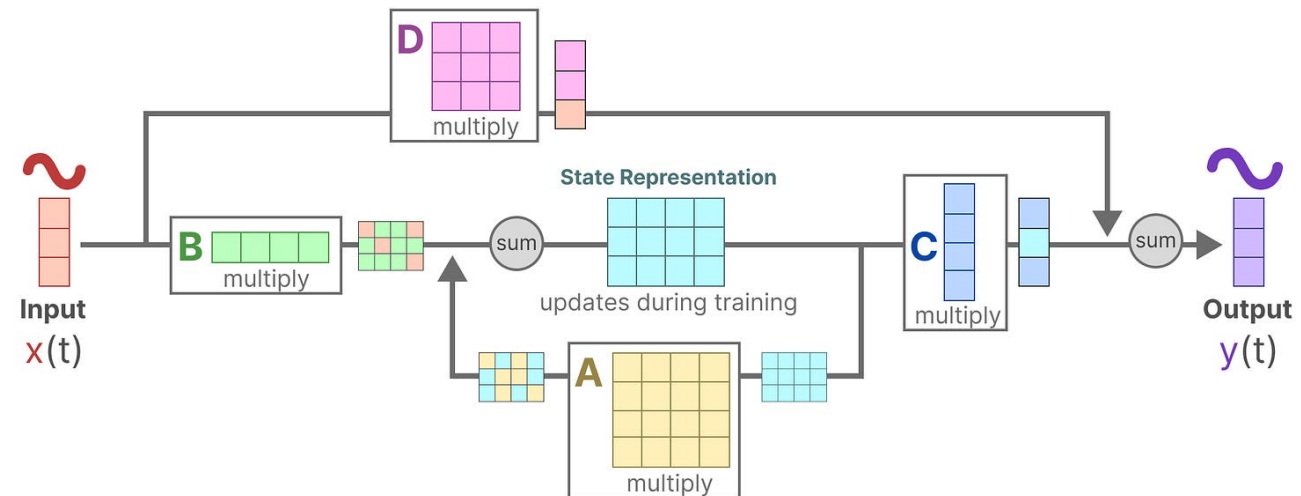 D
multiply
State Representation
B
multiply
sum
updates during training
C
multiply
sum
Input
x(t)
Output
y(t)
A
multiply